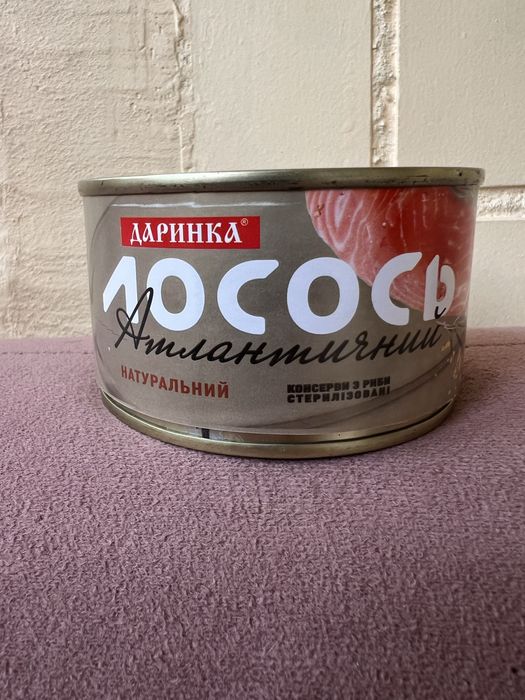 ДАРИНКА®
ЛОСОСЬ
Атлантичний
НАТУРАЛЬНИЙ
КОНСЕРВИ З РИБИ
СТЕРИЛІЗОВАНІ